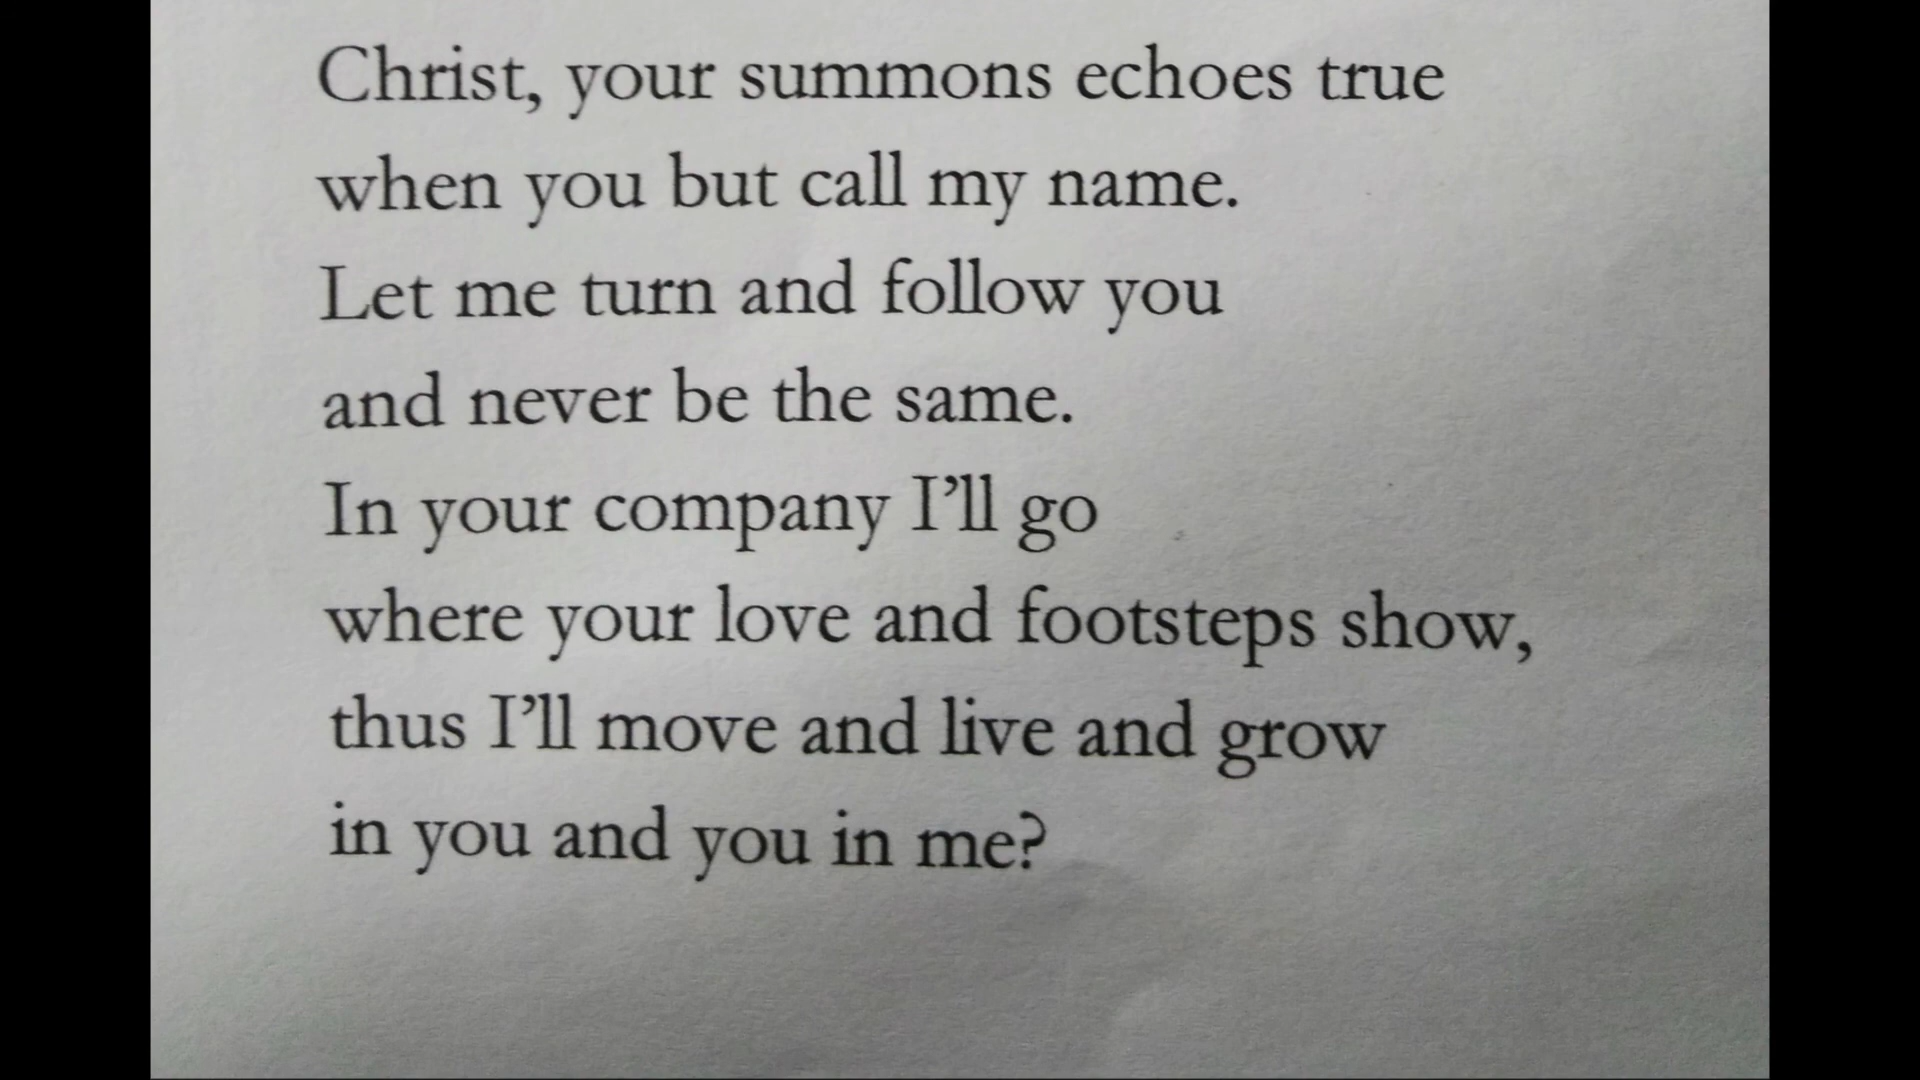 Christ, your summons echoes true
when you but call my name.
Let me turn and follow you
and never be the same.
In your company I’ll go
where your love and footsteps show,
thus I’ll move and live and grow
in you and you in me?